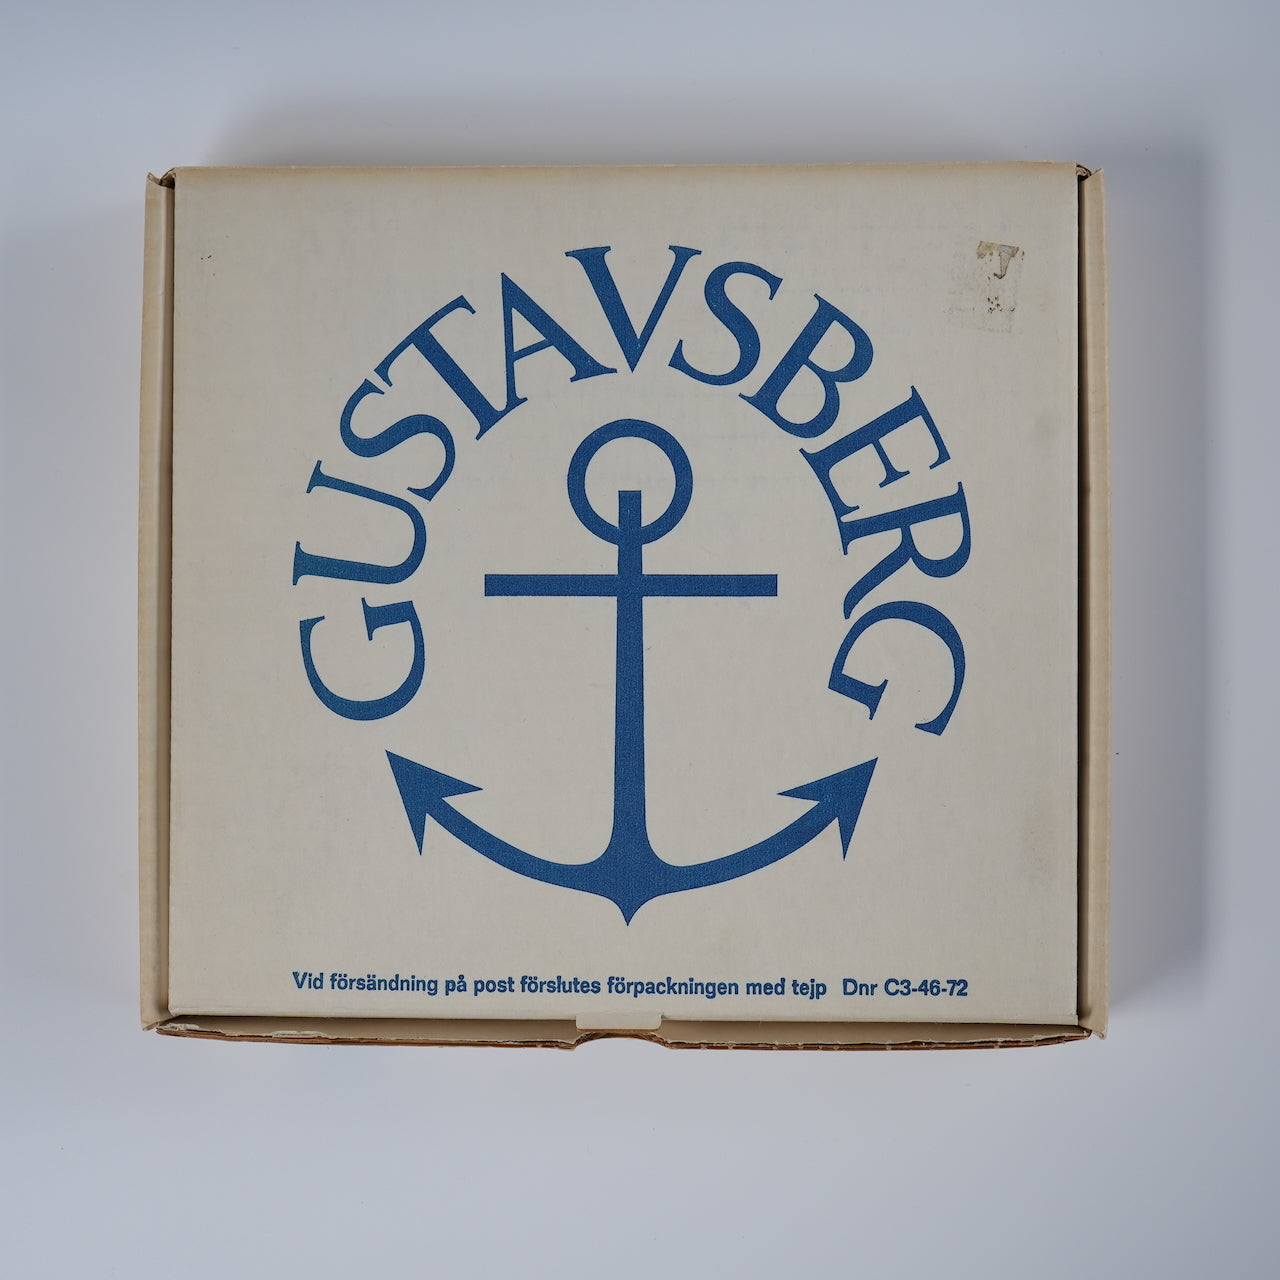 GUSTAVSBERG
Vid försändning på post förslutes förpackningen med tejp Dnr C3-46-72